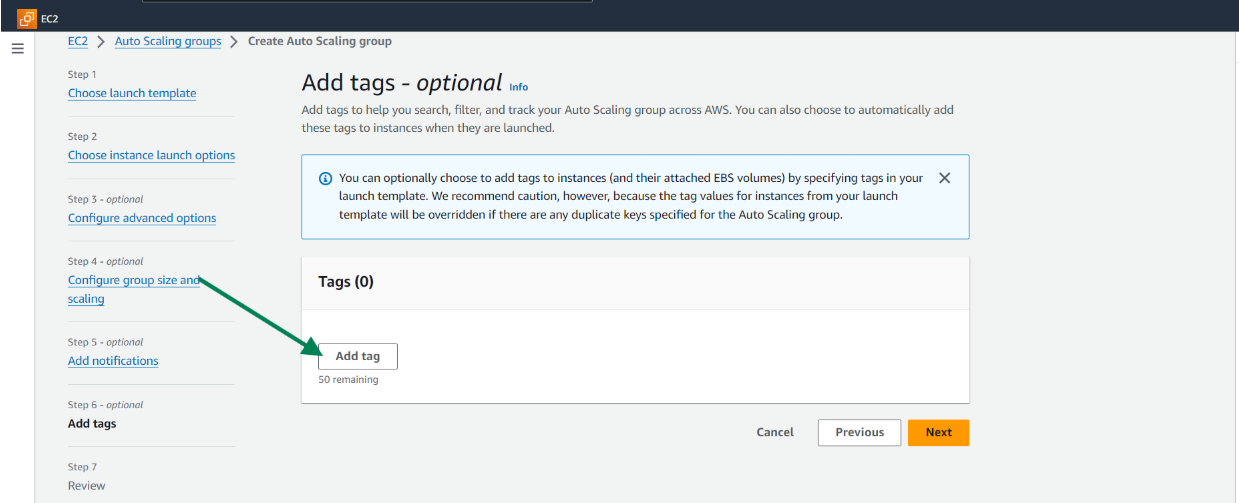 EC2
EC2 > Auto Scaling groups > Create Auto Scaling group
Step 1
Choose launch template
Step 2
Choose instance launch options
Step 3 - optional
Configure advanced options
Step 4 - optional
Configure group size and
scaling
Step 5 - optional
Add notifications
Step 6 - optional
Add tags
Step 7
Review
Add tags - optional Info
Add tags to help you search, filter, and track your Auto Scaling group across AWS. You can also choose to automatically add
these tags to instances when they are launched.
You can optionally choose to add tags to instances (and their attached EBS volumes) by specifying tags in your
launch template. We recommend caution, however, because the tag values for instances from your launch
template will be overridden if there are any duplicate keys specified for the Auto Scaling group.
Tags (0)
Add tag
50 remaining
Cancel Previous Next